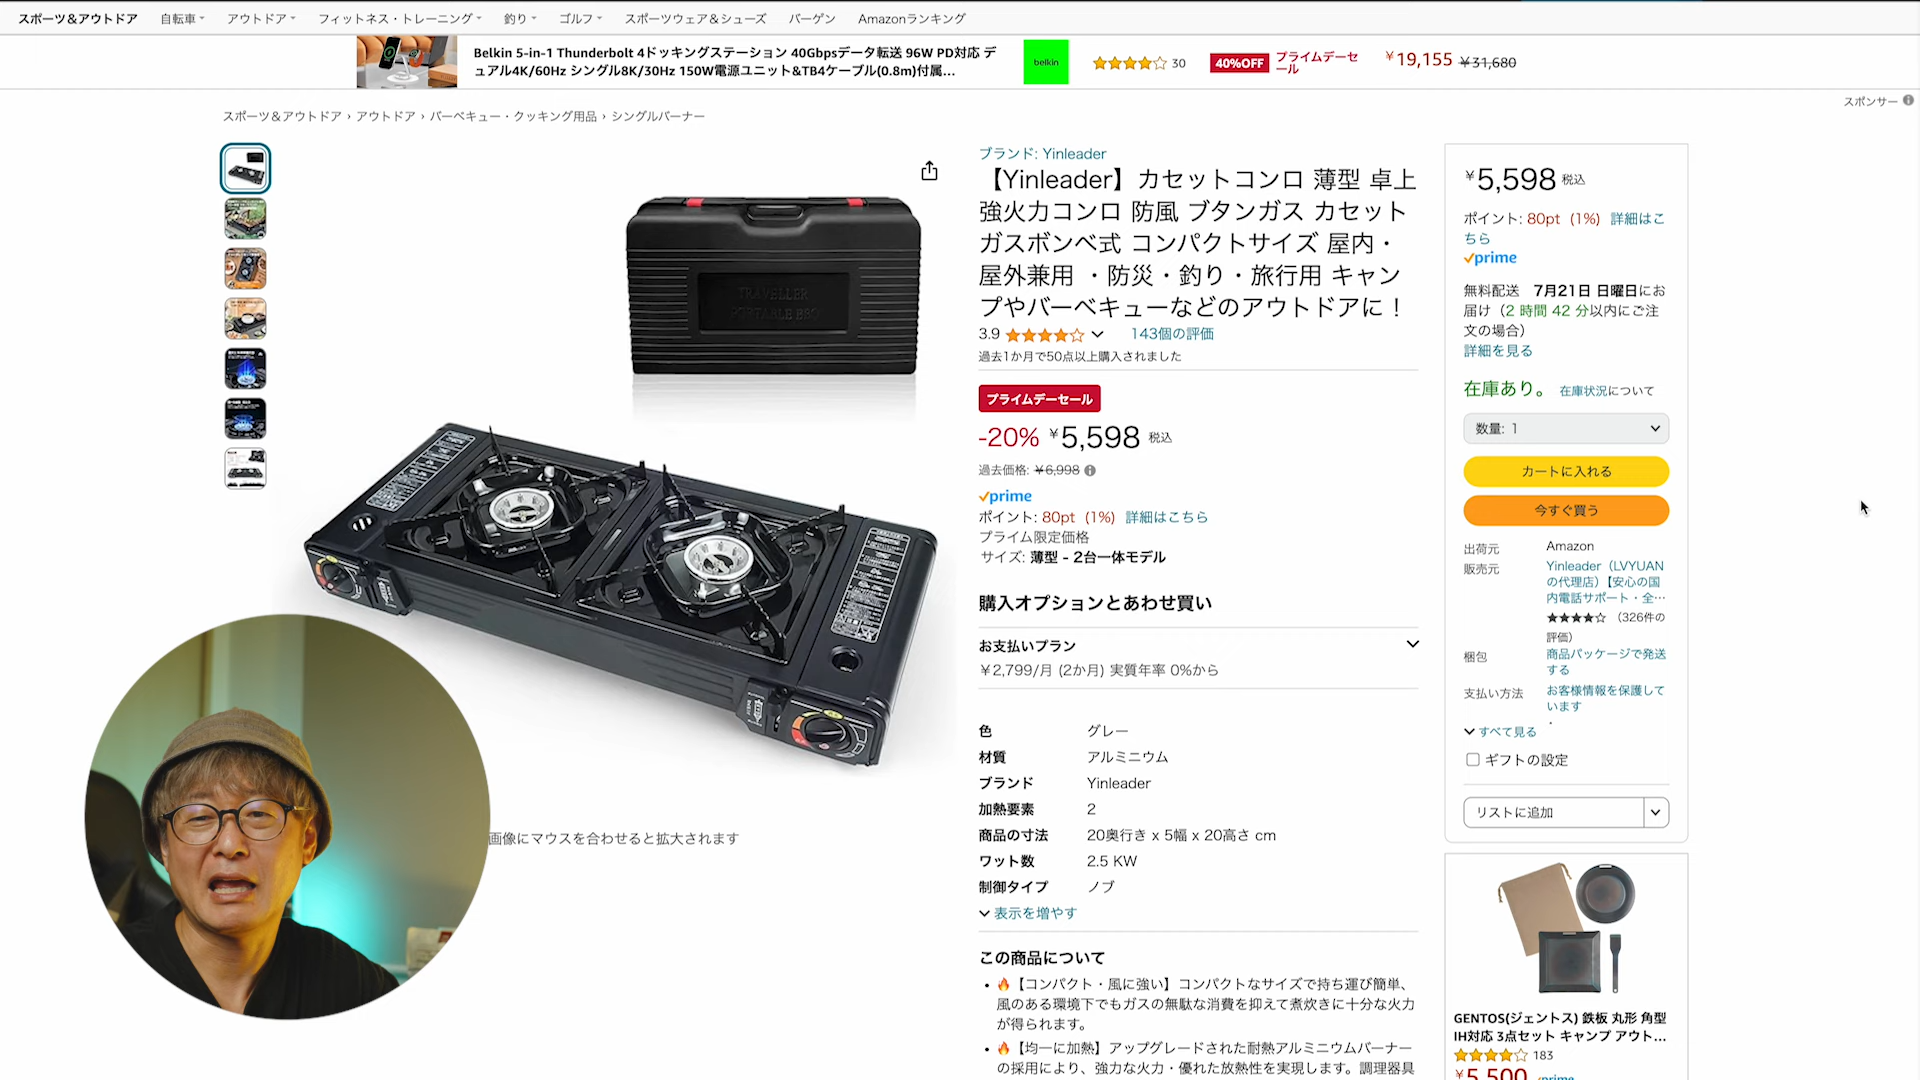 スポーツ&アウトドア 自転車 アウトドア フィットネス・トレーニング 釣り ゴルフ スポーツウェア&シューズ バーゲン Amazonランキング
Belkin 5-in-1 Thunderbolt 4ドッキングステーション 40Gbpsデータ転送 96W PD対応 デ
ュアル4K/60Hz シングル8K/30Hz 150W電源ユニット&TB4ケーブル(0.8m)付属...
belkin
30
40%OFF
プライムデーセ
ール
¥19,155 ¥31,680
スポンサー
スポーツ&アウトドア › アウトドア › バーベキュー・クッキング用品 › シングルバーナー
TRAVELLER
PORTABLE BBQ
ブランド: Yinleader
【Yinleader】カセットコンロ 薄型 卓上
強火力コンロ 防風 ブタンガス カセット
ガスボンベ式 コンパクトサイズ 屋内・
屋外兼用 ・防災・釣り・旅行用 キャン
プやバーベキューなどのアウトドアに！
3.9 143個の評価
過去1か月で50点以上購入されました
プライムデーセール
-20% ¥5,598 税込
過去価格: ¥6,998
prime
ポイント: 80pt (1%) 詳細はこちら
プライム限定価格
サイズ: 薄型 - 2台一体モデル
購入オプションとあわせ買い
お支払いプラン
¥2,799/月 (2か月) 実質年率 0%から
色 グレー
材質 アルミニウム
ブランド Yinleader
加熱要素 2
商品の寸法 20奥行き x 5幅 x 20高さ cm
ワット数 2.5 KW
制御タイプ ノブ
表示を増やす
この商品について
• 🔥【コンパクト・風に強い】コンパクトなサイズで持ち運び簡単、
風のある環境下でもガスの無駄な消費を抑えて煮炊きに十分な火力
が得られます。
• 🔥【均一に加熱】アップグレードされた耐熱アルミニウムバーナー
の採用により、強力な火力・優れた放熱性を実現します。調理器具
画像にマウスを合わせると拡大されます
¥5,598 税込
ポイント: 80pt (1%) 詳細はこ
ちら
prime
無料配送 7月21日 日曜日にお
届け（2 時間 42 分以内にご注
文の場合）
詳細を見る
在庫あり。 在庫状況について
数量: 1
カートに入れる
今すぐ買う
出荷元 Amazon
販売元 Yinleader（LVYUAN
の代理店）【安心の国
内電話サポート・全…
★★★★☆ （326件の
評価）
梱包 商品パッケージで発送
する
支払い方法 お客様情報を保護して
います
すべて見る
ギフトの設定
リストに追加
GENTOS(ジェントス) 鉄板 丸形 角型
IH対応 3点セット キャンプ アウト...
183
¥5,500 prime